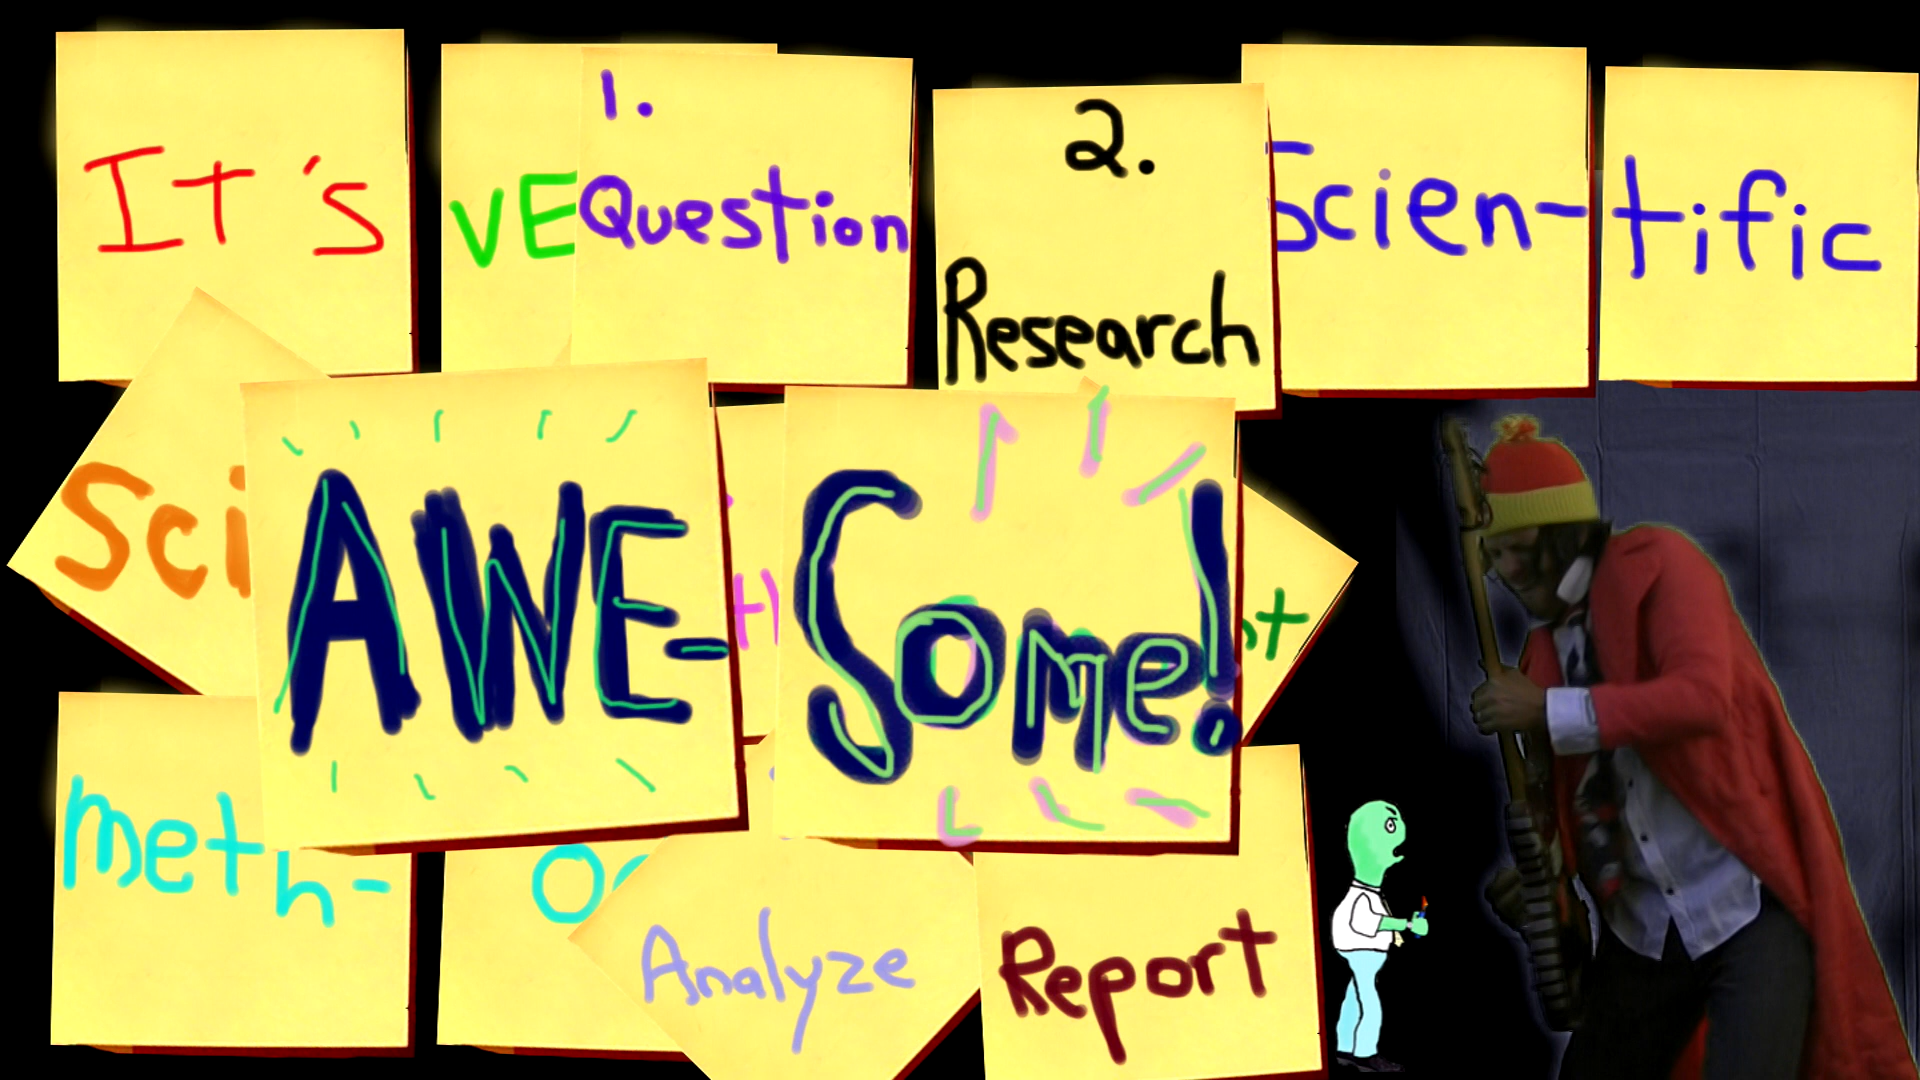 It's
vE
1.
Question
2.
Research
Scien-
tific
Sci
AWE-
Some!
meth-
Analyze
Report